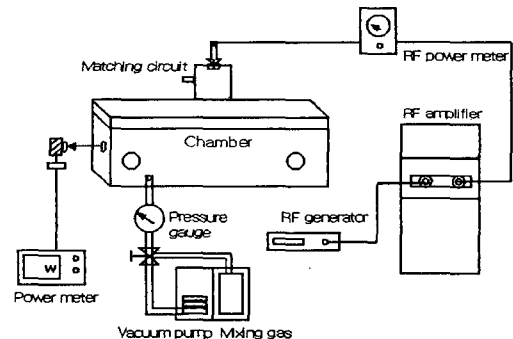 RF power meter
Matching circuit
RF amplifier
Chamber
Pressure
gauge
RF generator
W
Power meter
Vacuum pump Mixing gas